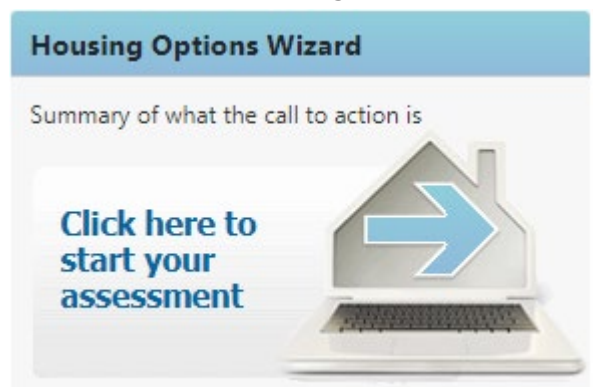 Housing Options Wizard
Summary of what the call to action is
Click here to
start your
assessment